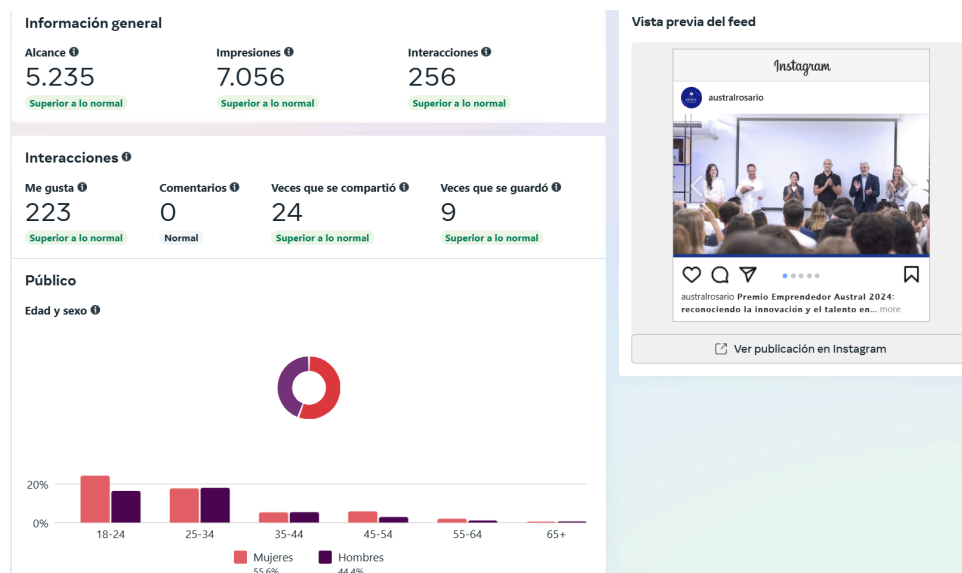 Información general
Alcance
Impresiones
Interacciones
5.235
7.056
256
Superior a lo normal
Superior a lo normal
Superior a lo normal
Interacciones
Me gusta
Comentarios
Veces que se compartió
Veces que se guardó
223
0
24
9
Superior a lo normal
Normal
Superior a lo normal
Superior a lo normal
Público
Edad y sexo
20%
0%
18-24
25-34
35-44
45-54
55-64
65+
Mujeres
55.6%
Hombres
44.4%
Vista previa del feed
Instagram
australrosario
australrosario Premio Emprendedor Austral 2024:
reconociendo la innovación y el talento en... more
Ver publicación en Instagram